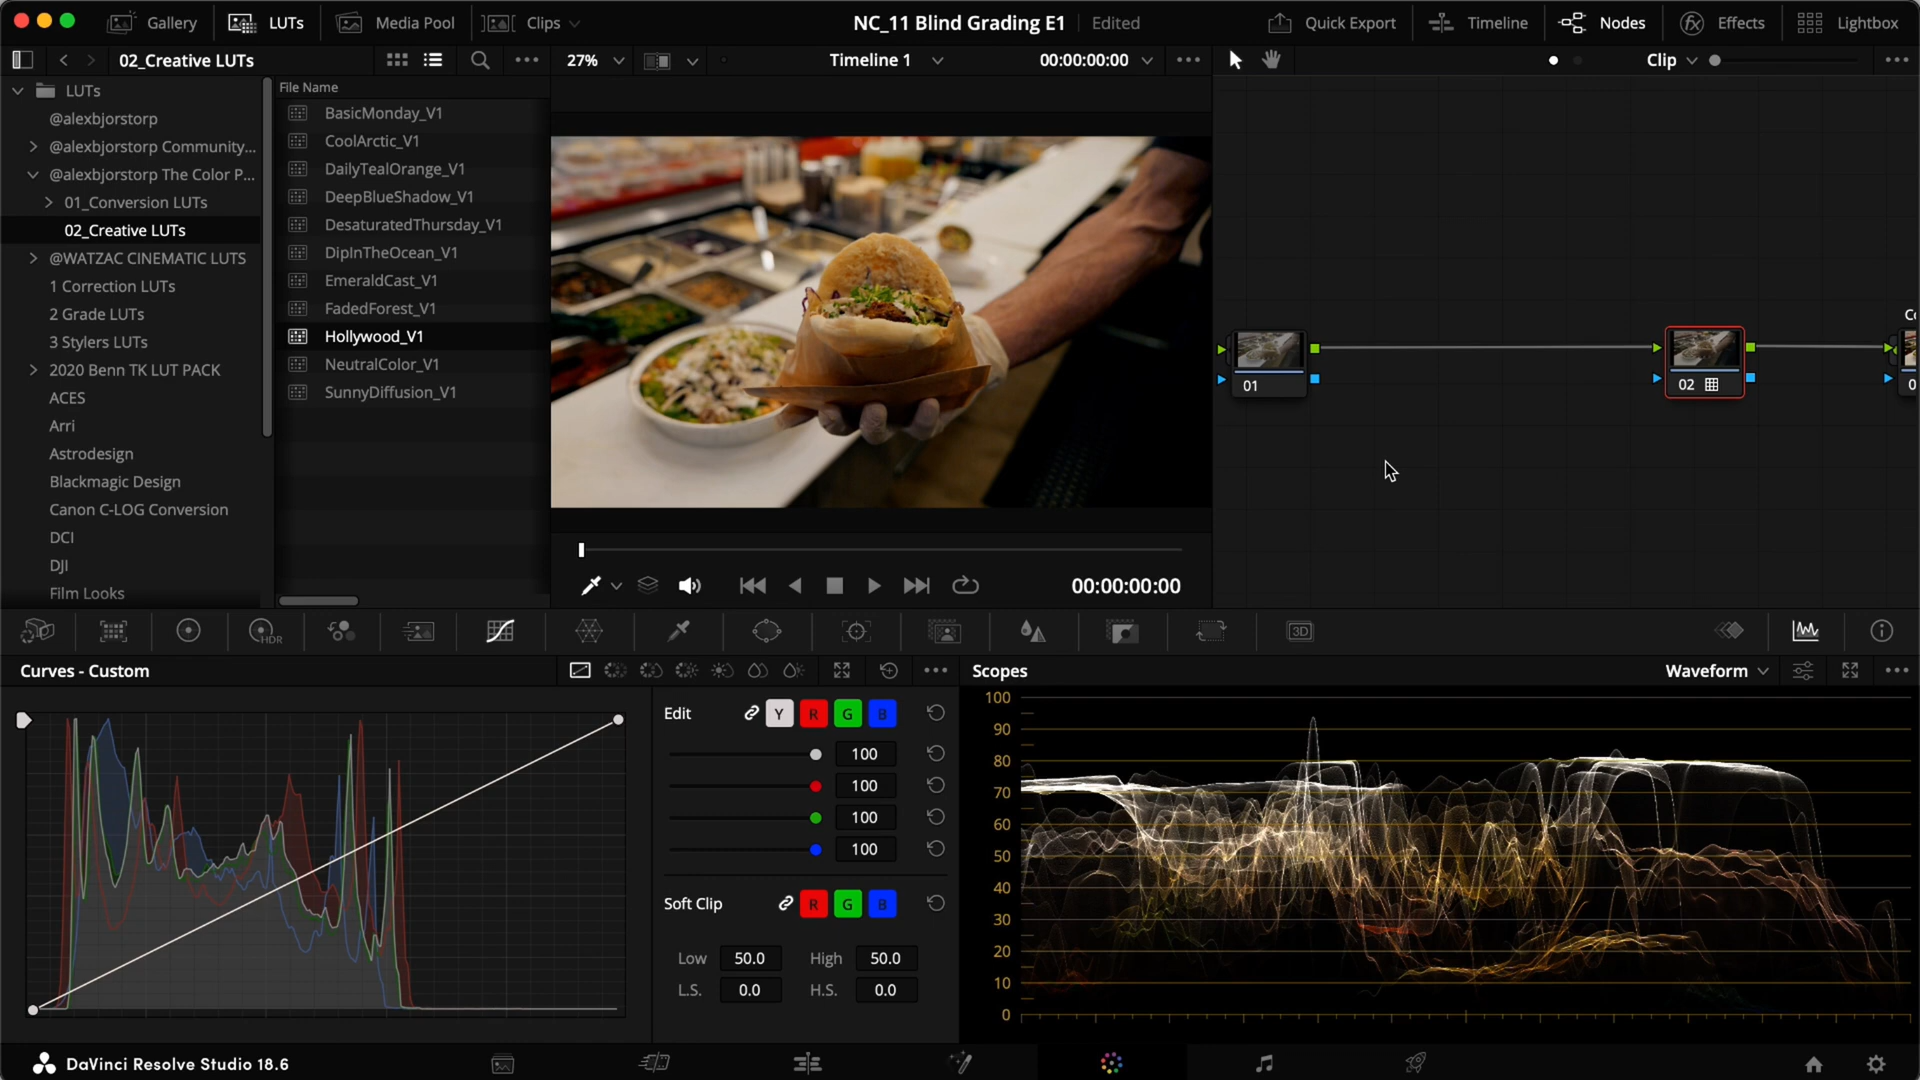 Gallery
LUTs
Media Pool
Clips
NC_11 Blind Grading E1
Edited
Quick Export
Timeline
Nodes
Effects
Lightbox
02_Creative LUTs
27%
Timeline 1
00:00:00:00
Clip
LUTs
@alexbjorstorp
@alexbjorstorp Community...
@alexbjorstorp The Color P...
01_Conversion LUTs
02_Creative LUTs
@WATZAC CINEMATIC LUTS
1 Correction LUTs
2 Grade LUTs
3 Stylers LUTs
2020 Benn TK LUT PACK
ACES
Arri
Astrodesign
Blackmagic Design
Canon C-LOG Conversion
DCI
DJI
Film Looks
File Name
BasicMonday_V1
CoolArctic_V1
DailyTealOrange_V1
DeepBlueShadow_V1
DesaturatedThursday_V1
DipInTheOcean_V1
EmeraldCast_V1
FadedForest_V1
Hollywood_V1
NeutralColor_V1
SunnyDiffusion_V1
01
02
00:00:00:00
HDR
3D
Curves - Custom
Edit
Y R G B
100
100
100
100
Soft Clip
R G B
Low 50.0 High 50.0
L.S. 0.0 H.S. 0.0
Scopes
Waveform
100
90
80
70
60
50
40
30
20
10
0
DaVinci Resolve Studio 18.6